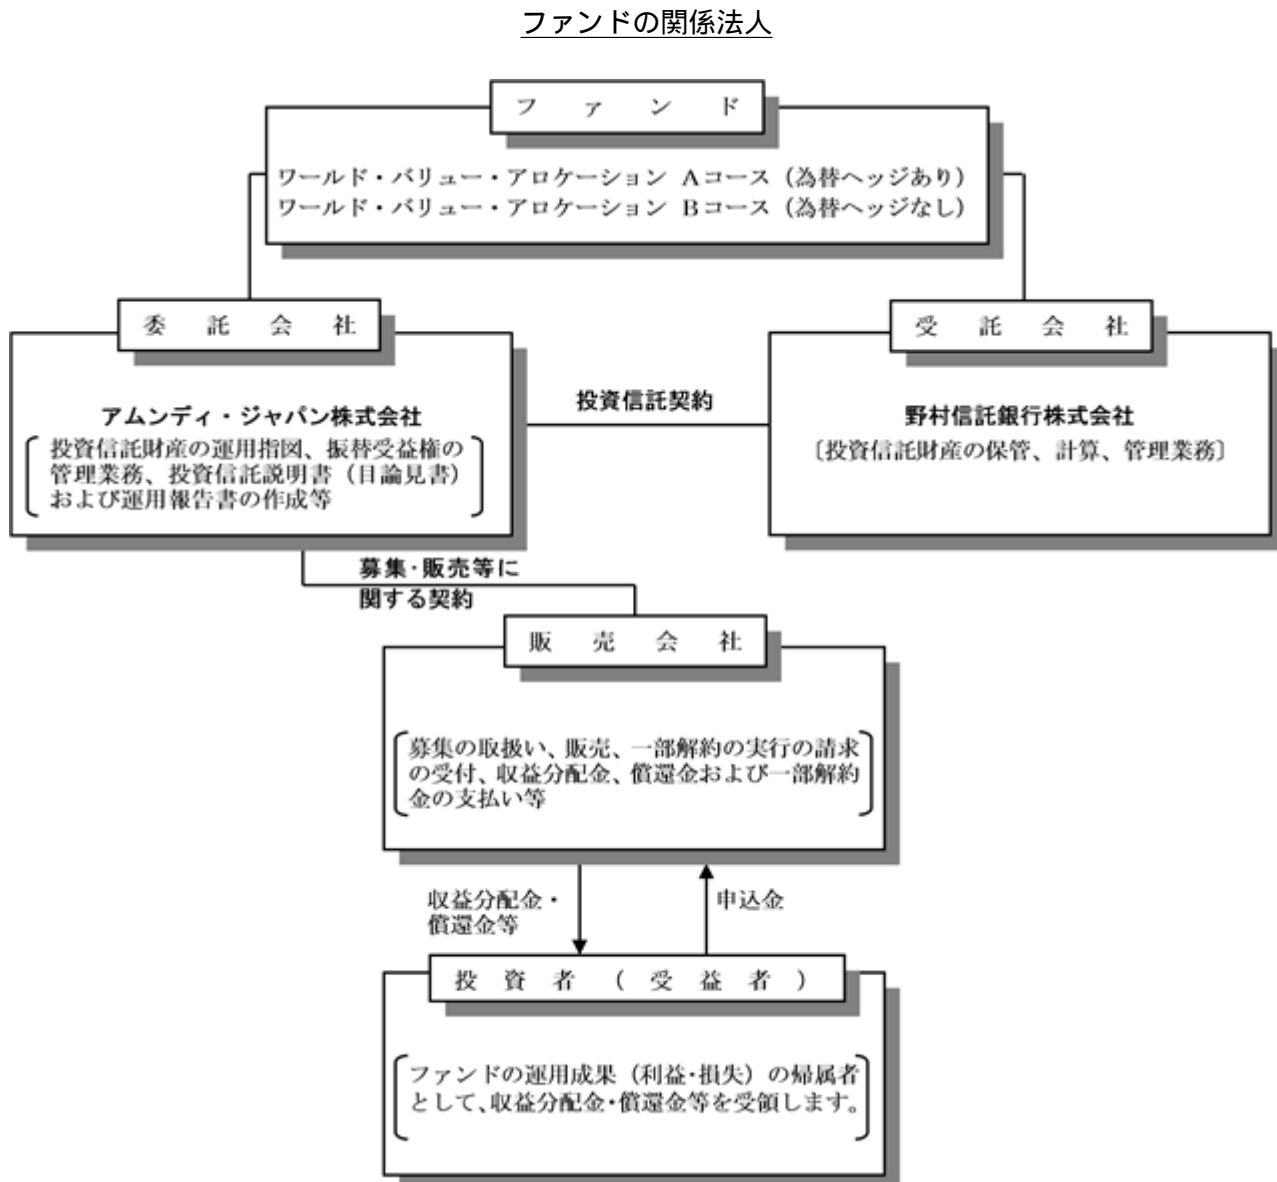 ファンドの関係法人
ファンド
ワールド・バリュー・アロケーション Aコース（為替ヘッジあり）
ワールド・バリュー・アロケーション Bコース（為替ヘッジなし）
委託会社
アムンディ・ジャパン株式会社
投資信託財産の運用指図、振替受益権の
管理業務、投資信託説明書（目論見書）
および運用報告書の作成等
投資信託契約
受託会社
野村信託銀行株式会社
〔投資信託財産の保管、計算、管理業務〕
募集・販売等に
関する契約
販売会社
募集の取扱い、販売、一部解約の実行の請求
の受付、収益分配金、償還金および一部解約
金の支払い等
収益分配金・
償還金等
申込金
投資者（受益者）
ファンドの運用成果（利益・損失）の帰属者
として、収益分配金・償還金等を受領します。